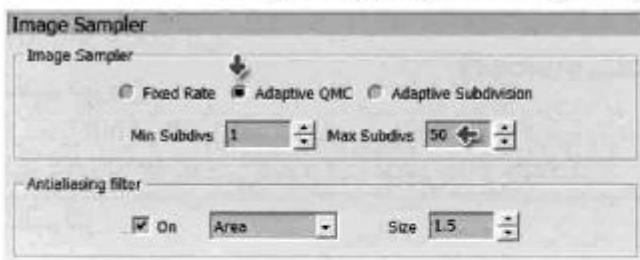 Image Sampler
Image Sampler
Fixed Rate Adaptive QMC Adaptive Subdivision
Min Subdivs 1 Max Subdivs 50
Antialiasing filter
On Area Size 1.5